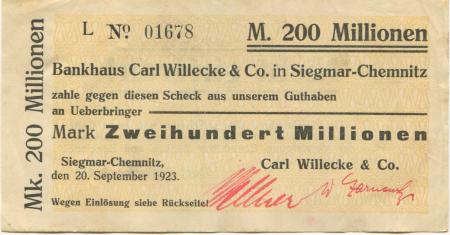 L No 01678 M. 200 Millionen
Mk. 200 Millionen
Bankhaus Carl Willecke & Co. in Siegmar-Chemnitz
zahle gegen diesen Scheck aus unserem Guthaben
an Ueberbringer
Mark Zweihundert Millionen
Siegmar-Chemnitz, Carl Willecke & Co.
den 20. September 1923.
Wegen Einlösung siehe Rückseite!